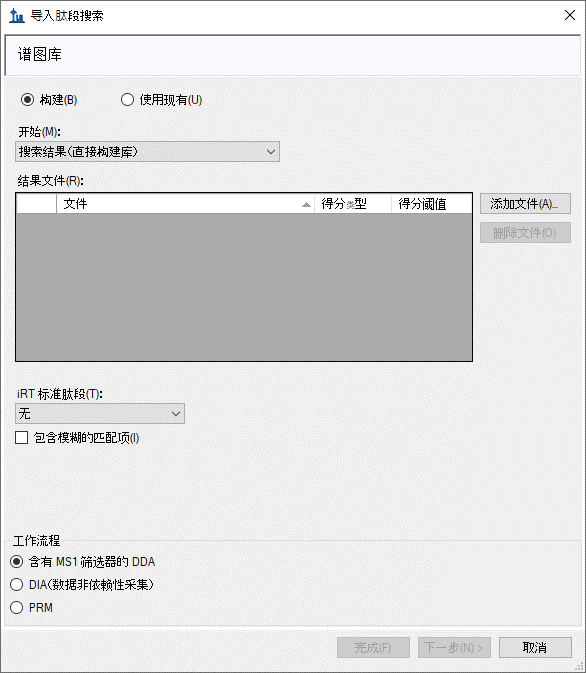 导入肽段搜索
谱图库
构建(B) 使用现有(U)
开始(M):
搜索结果(直接构建库)
结果文件(R):
文件 得分类型 得分阈值
添加文件(A)...
删除文件(O)
iRT 标准肽段(T):
无
包含模糊的匹配项(I)
工作流程
含有 MS1 筛选器的 DDA
DIA(数据非依赖性采集)
PRM
完成(F) 下一步(N) > 取消